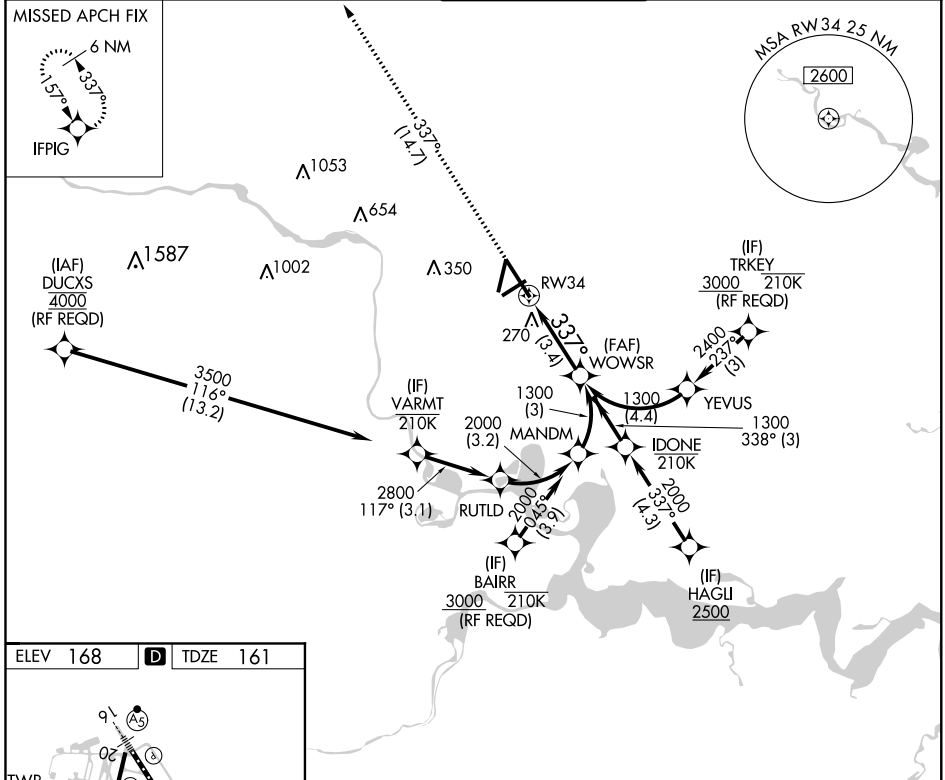 MISSED APCH FIX
6 NM
337°
157°
IFPIG
337°
(14.7)
MSA RW34 25 NM
2600
1053
654
1587
1002
350
RW34
270
337°
(3.4)
(FAF)
WOWSR
(IF)
TRKEY
3000 210K
(RF REQD)
2400
237°
(3)
YEVUS
(IAF)
DUCXS
4000
(RF REQD)
3500
116°
(13.2)
(IF)
VARMT
210K
2000
(3.2)
1300
(3)
MANDM
1300
(4.4)
1300
338° (3)
IDONE
210K
2800
117° (3.1)
RUTLD
2000
045°
(3.9)
2000
337°
(4.3)
(IF)
BAIRR
3000 210K
(RF REQD)
(IF)
HAGLI
2500
ELEV 168 D TDZE 161
16
A5
20
P
TWR